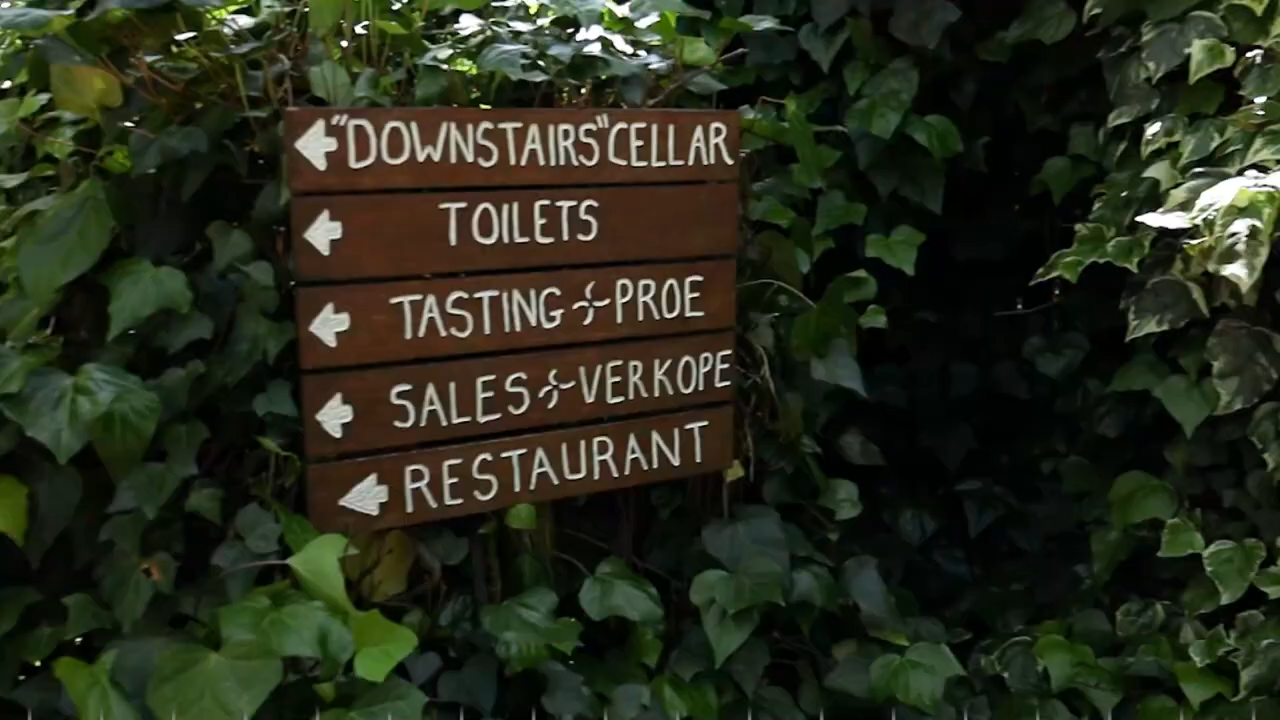 "DOWNSTAIRS" CELLAR
TOILETS
TASTING ⊹ PROE
SALES ⊹ VERKOPE
RESTAURANT